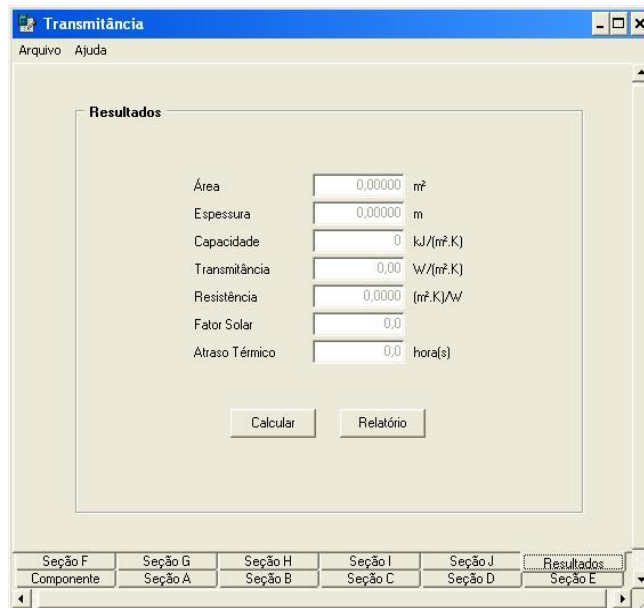 Transmitância
Arquivo Ajuda
Resultados
Área 0,00000 m²
Espessura 0,00000 m
Capacidade 0 kJ/(m².K)
Transmitância 0,00 W/(m².K)
Resistência 0,0000 (m².K)/W
Fator Solar 0,0
Atraso Térmico 0,0 hora(s)
Calcular Relatório
Seção F Seção G Seção H Seção I Seção J Resultados
Componente Seção A Seção B Seção C Seção D Seção E